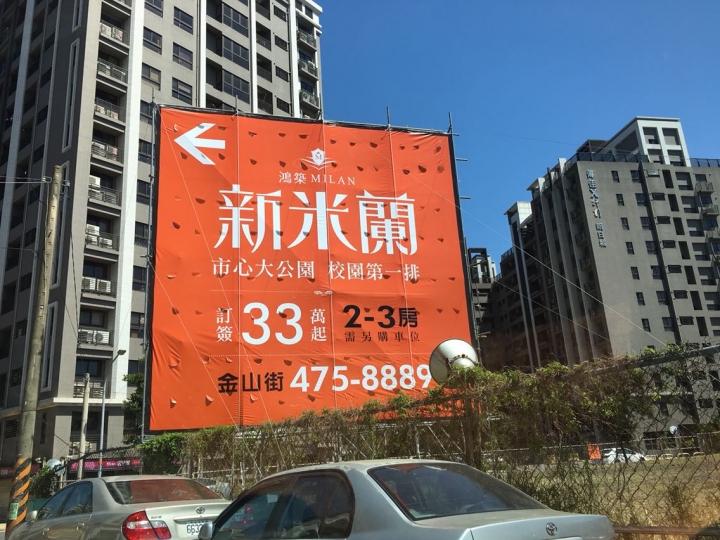 鴻築 MILAN
新米蘭
市心大公園 校園第一排
訂簽 33 萬起 2-3房
需另購車位
金山街 475-8889